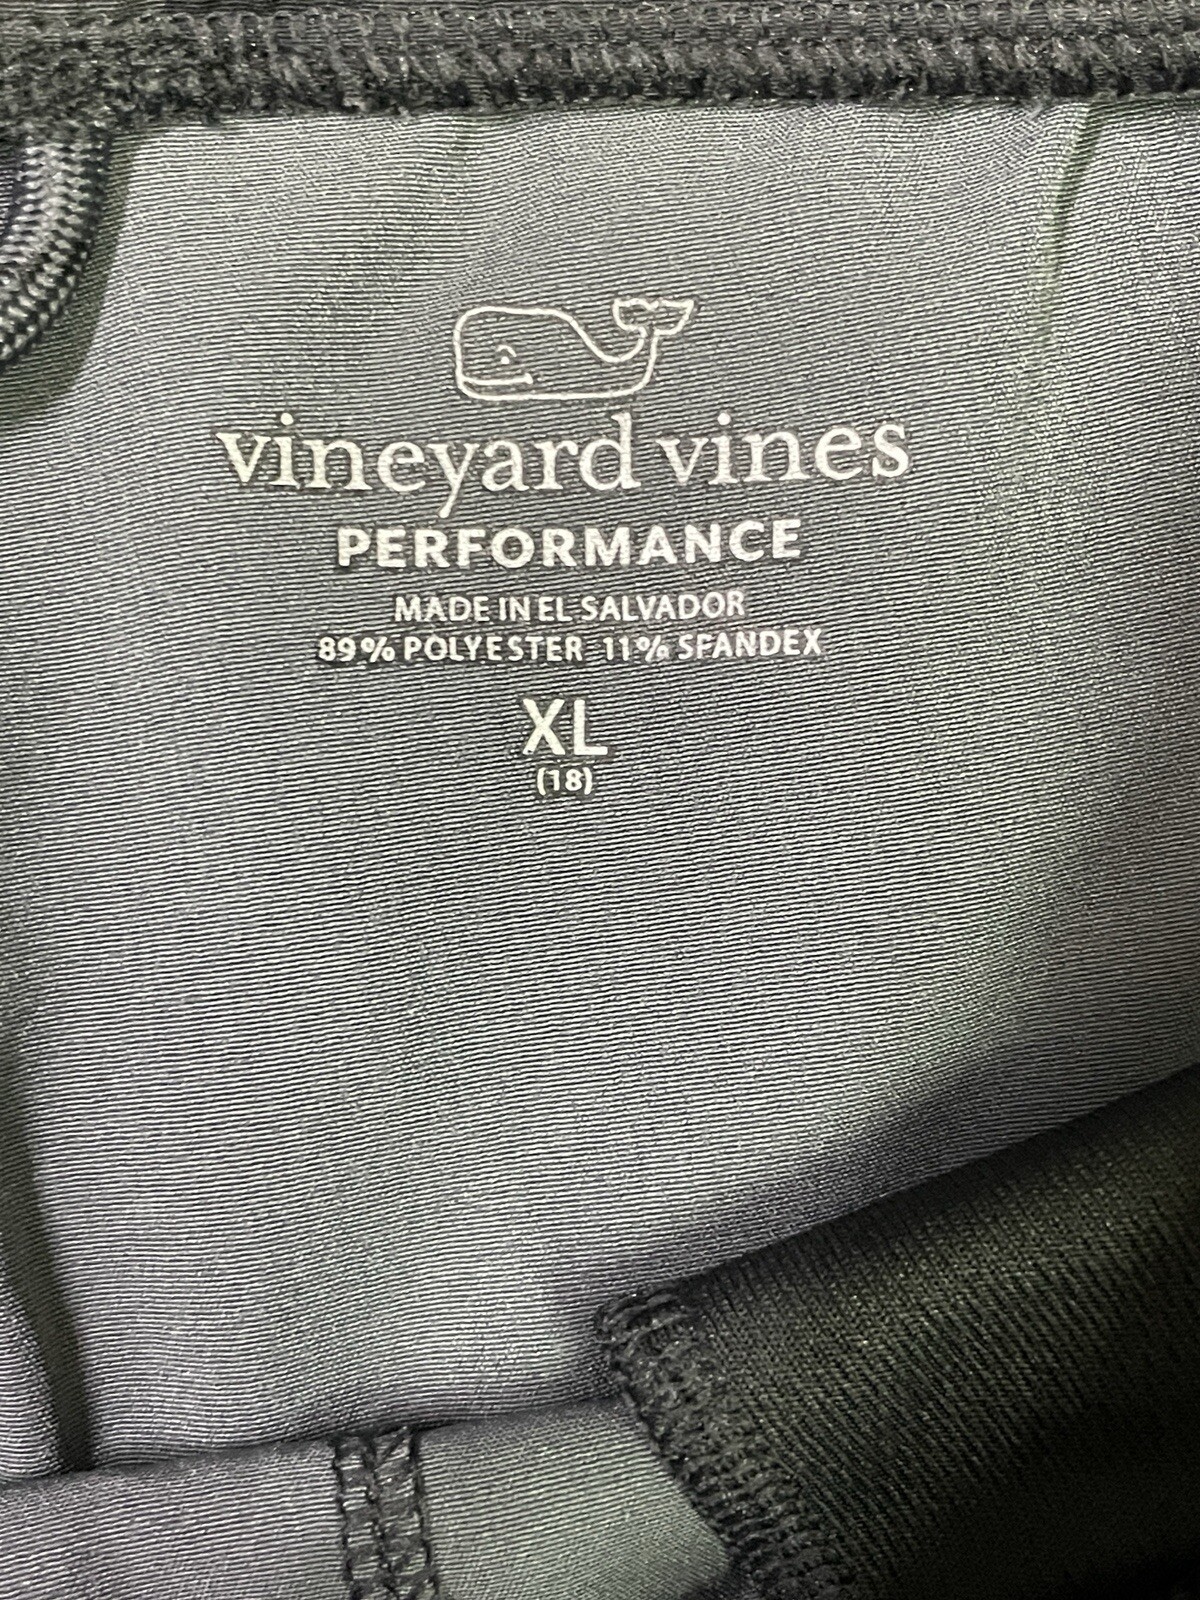 vineyard vines
PERFORMANCE
MADE IN EL SALVADOR
89% POLYESTER 11% SPANDEX
XL
(18)